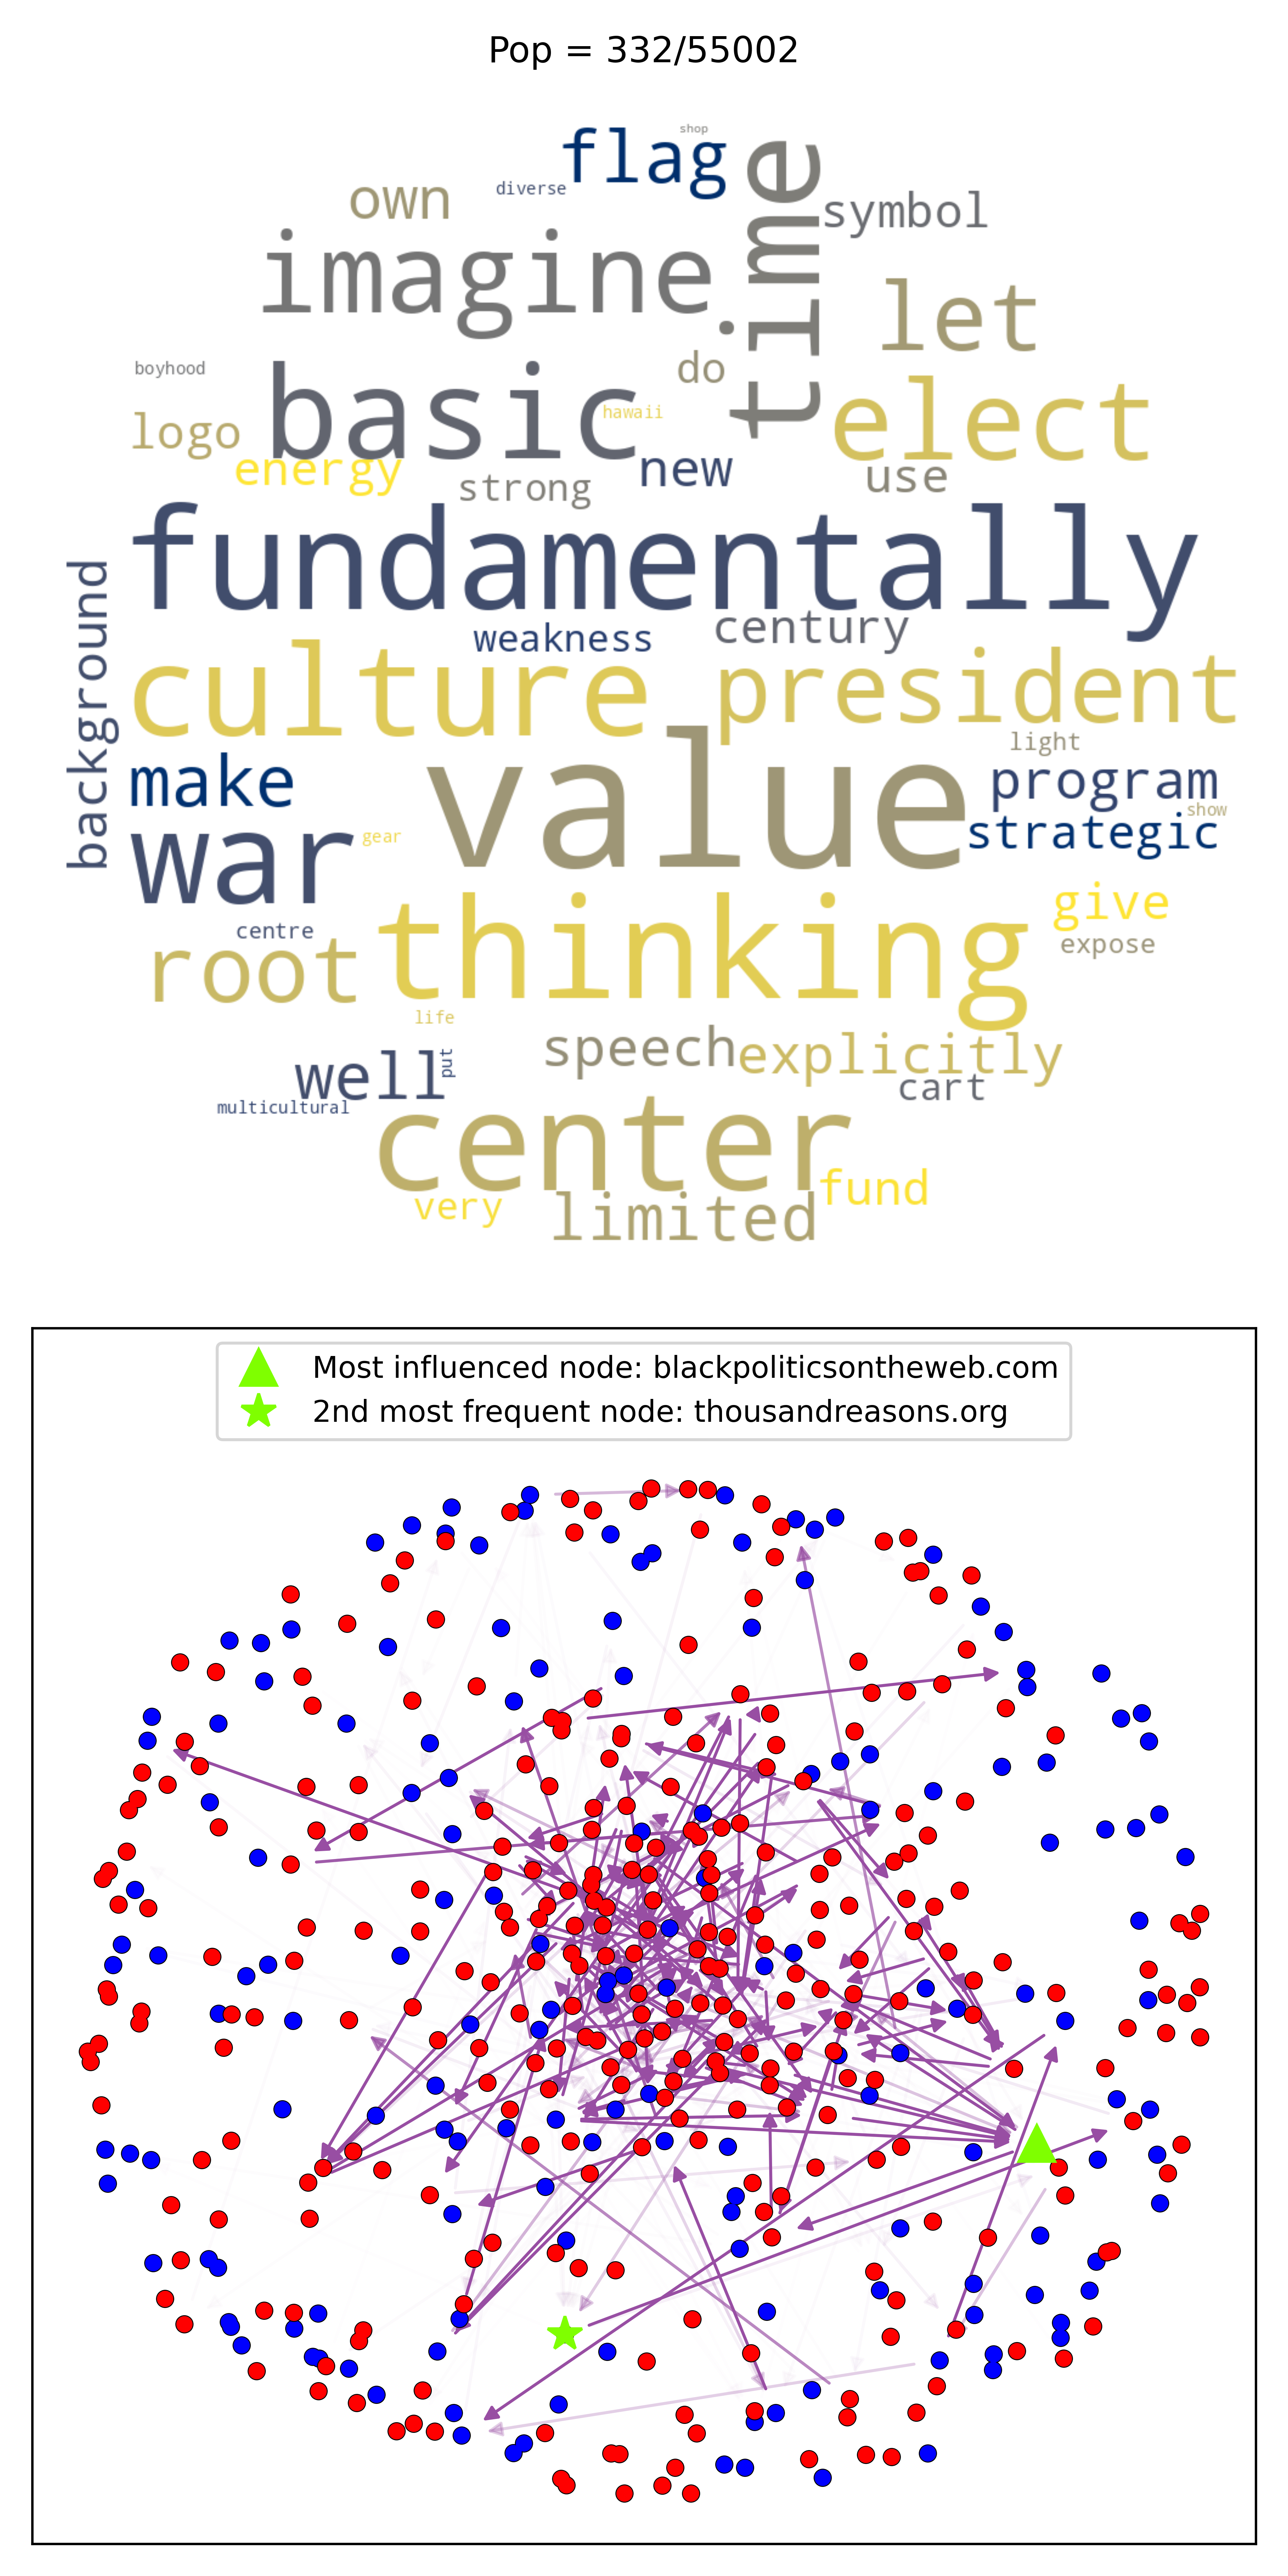 Pop = 332/55002
shop
flag
time
diverse
own
symbol
imagine
let
do
boyhood
basic
elect
hawaii
logo
energy
new
use
strong
fundamentally
background
century
weakness
culture
president
value
light
make
program
show
strategic
war
gear
thinking
give
centre
expose
root
life
speech
explicitly
well
put
cart
multicultural
center
fund
very
limited
Most influenced node: blackpoliticsontheweb.com
2nd most frequent node: thousandreasons.org